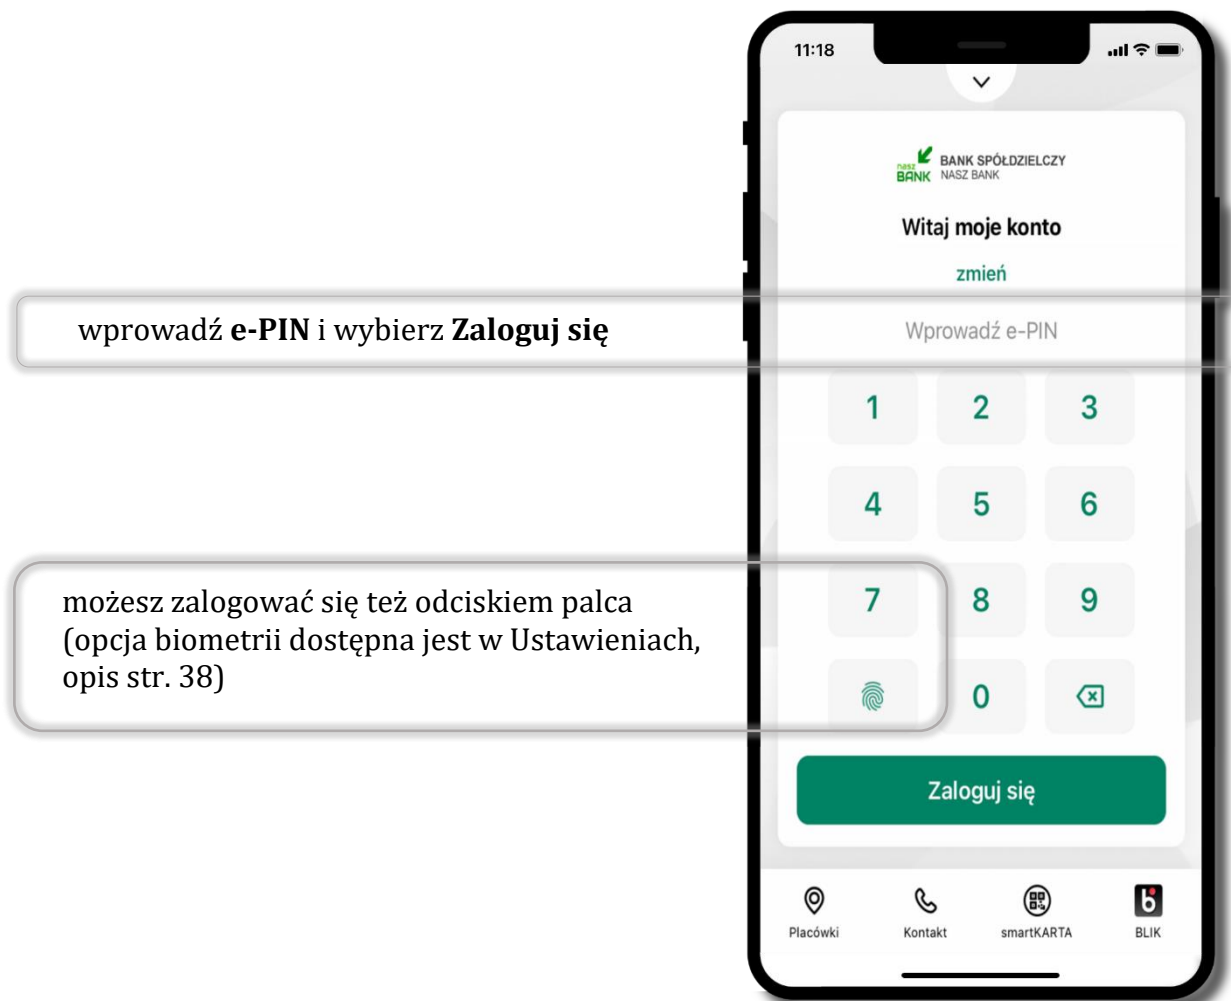 11:18
nasz
BANK
BANK SPÓŁDZIELCZY
NASZ BANK
Witaj moje konto
zmień
wprowadź e-PIN i wybierz Zaloguj się
Wprowadź e-PIN
1 2 3
4 5 6
możesz zalogować się też odciskiem palca
(opcja biometrii dostępna jest w Ustawieniach,
opis str. 38)
7 8 9
0
Zaloguj się
Placówki Kontakt smartKARTA BLIK